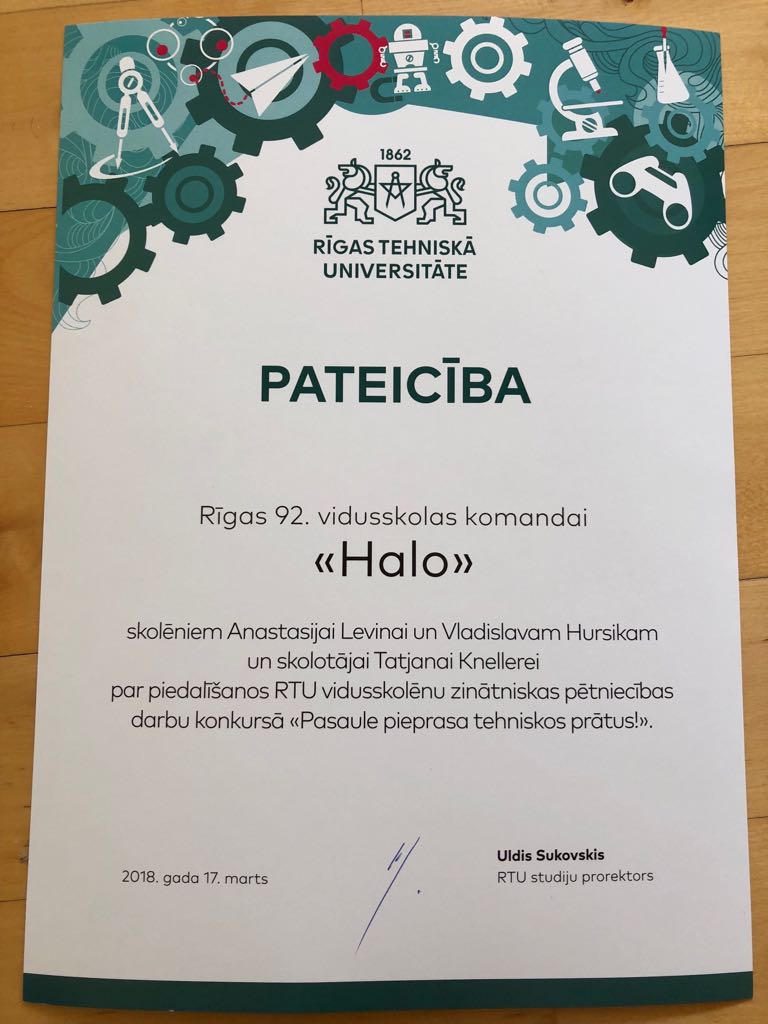 1862
RĪGAS TEHNISKĀ
UNIVERSITĀTE
PATEICĪBA
Rīgas 92. vidusskolas komandai
«Halo»
skolēniem Anastasijai Levinai un Vladislavam Hursikam
un skolotājai Tatjanai Knellerei
par piedalīšanos RTU vidusskolēnu zinātniskas pētniecības
darbu konkursā «Pasaule pieprasa tehniskos prātus!».
2018. gada 17. marts
Uldis Sukovskis
RTU studiju prorektors